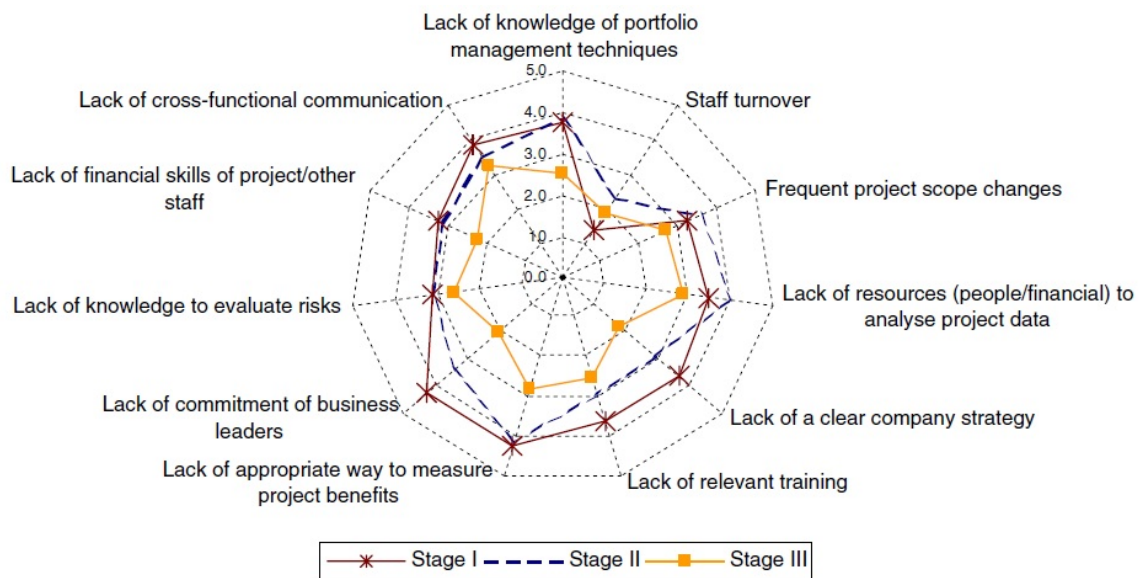 Lack of knowledge of portfolio
management techniques
5.0
Lack of cross-functional communication
Staff turnover
4.0
3.0
Lack of financial skills of project/other
staff
Frequent project scope changes
2.0
1.0
0.0
Lack of knowledge to evaluate risks
Lack of resources (people/financial) to
analyse project data
Lack of commitment of business
leaders
Lack of a clear company strategy
Lack of appropriate way to measure
project benefits
Lack of relevant training
Stage I
Stage II
Stage III